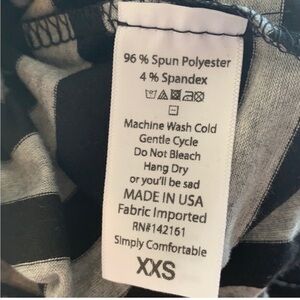 96 % Spun Polyester
4 % Spandex
Machine Wash Cold
Gentle Cycle
Do Not Bleach
Hang Dry
or you'll be sad
MADE IN USA
Fabric Imported
RN#142161
Simply Comfortable
XXS